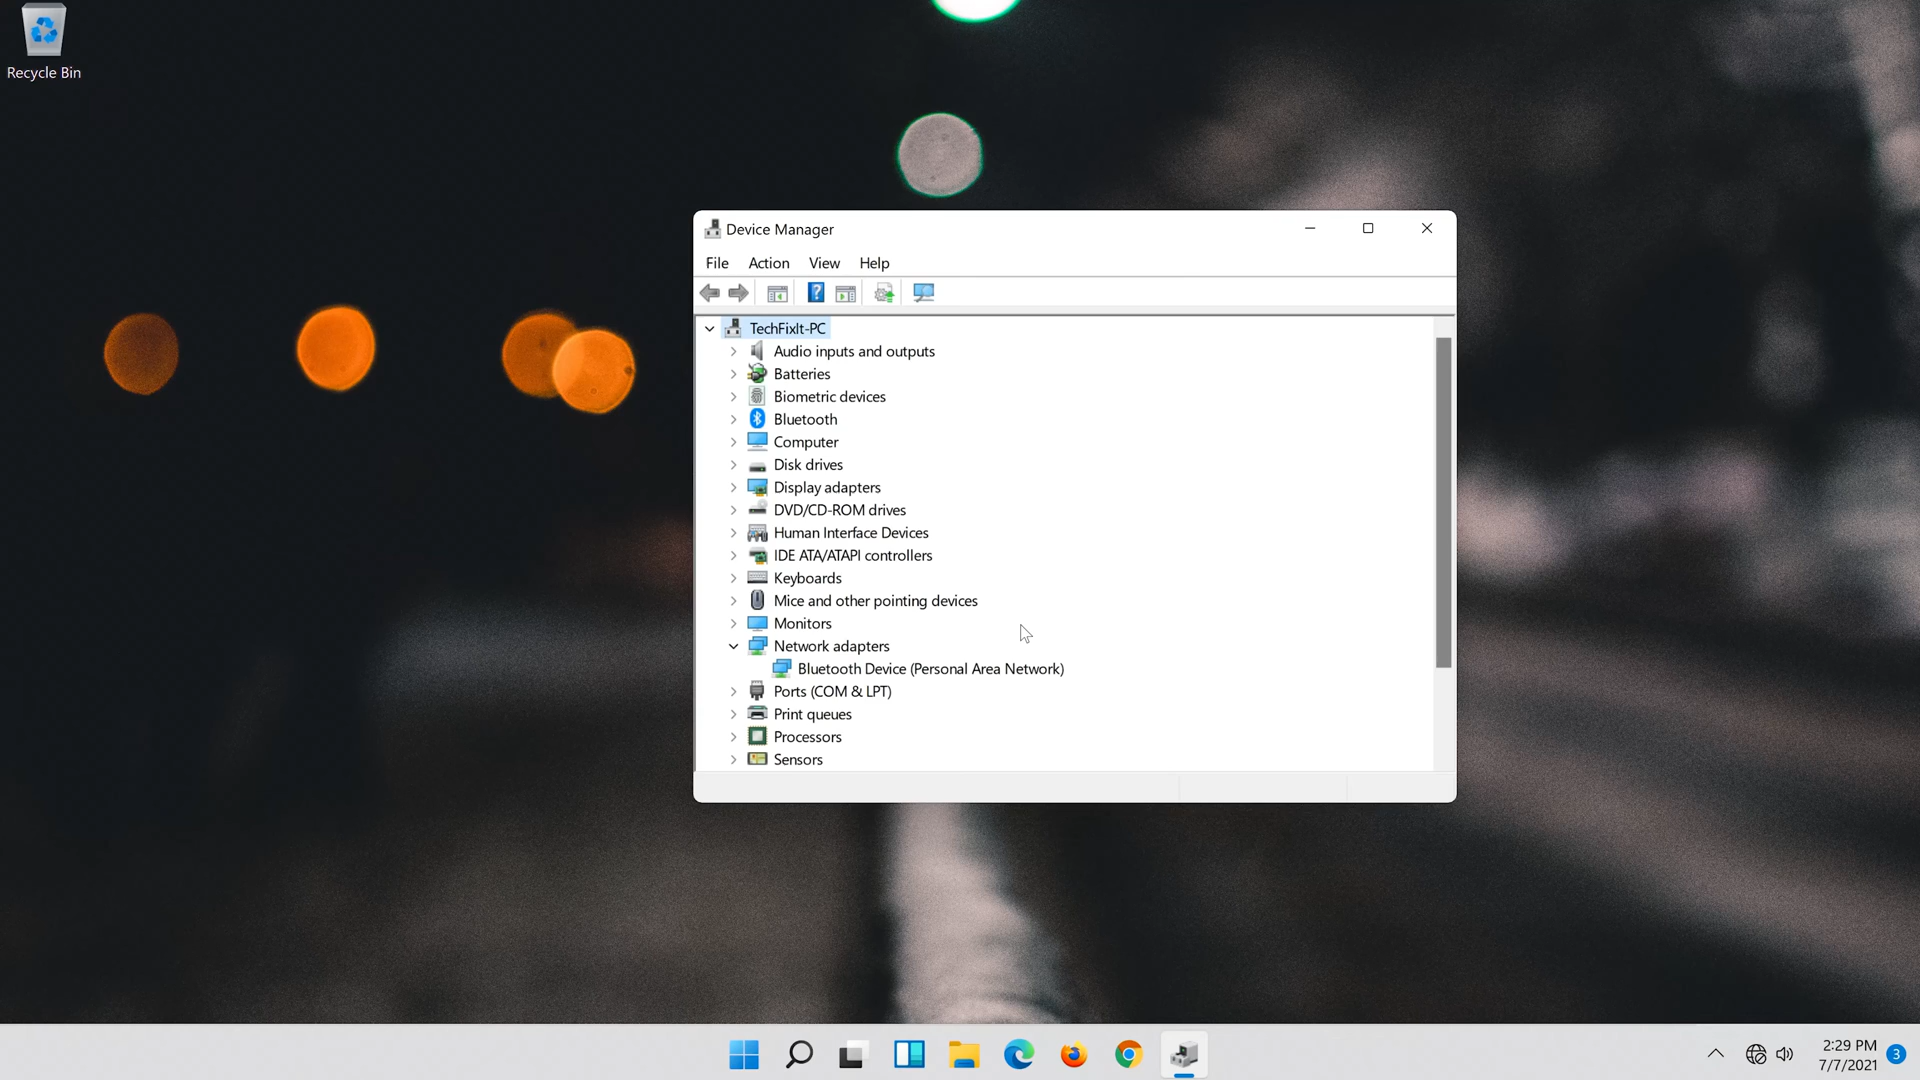 Recycle Bin
Device Manager
File Action View Help
TechFixIt-PC
Audio inputs and outputs
Batteries
Biometric devices
Bluetooth
Computer
Disk drives
Display adapters
DVD/CD-ROM drives
Human Interface Devices
IDE ATA/ATAPI controllers
Keyboards
Mice and other pointing devices
Monitors
Network adapters
Bluetooth Device (Personal Area Network)
Ports (COM & LPT)
Print queues
Processors
Sensors
2:29 PM
7/7/2021
3